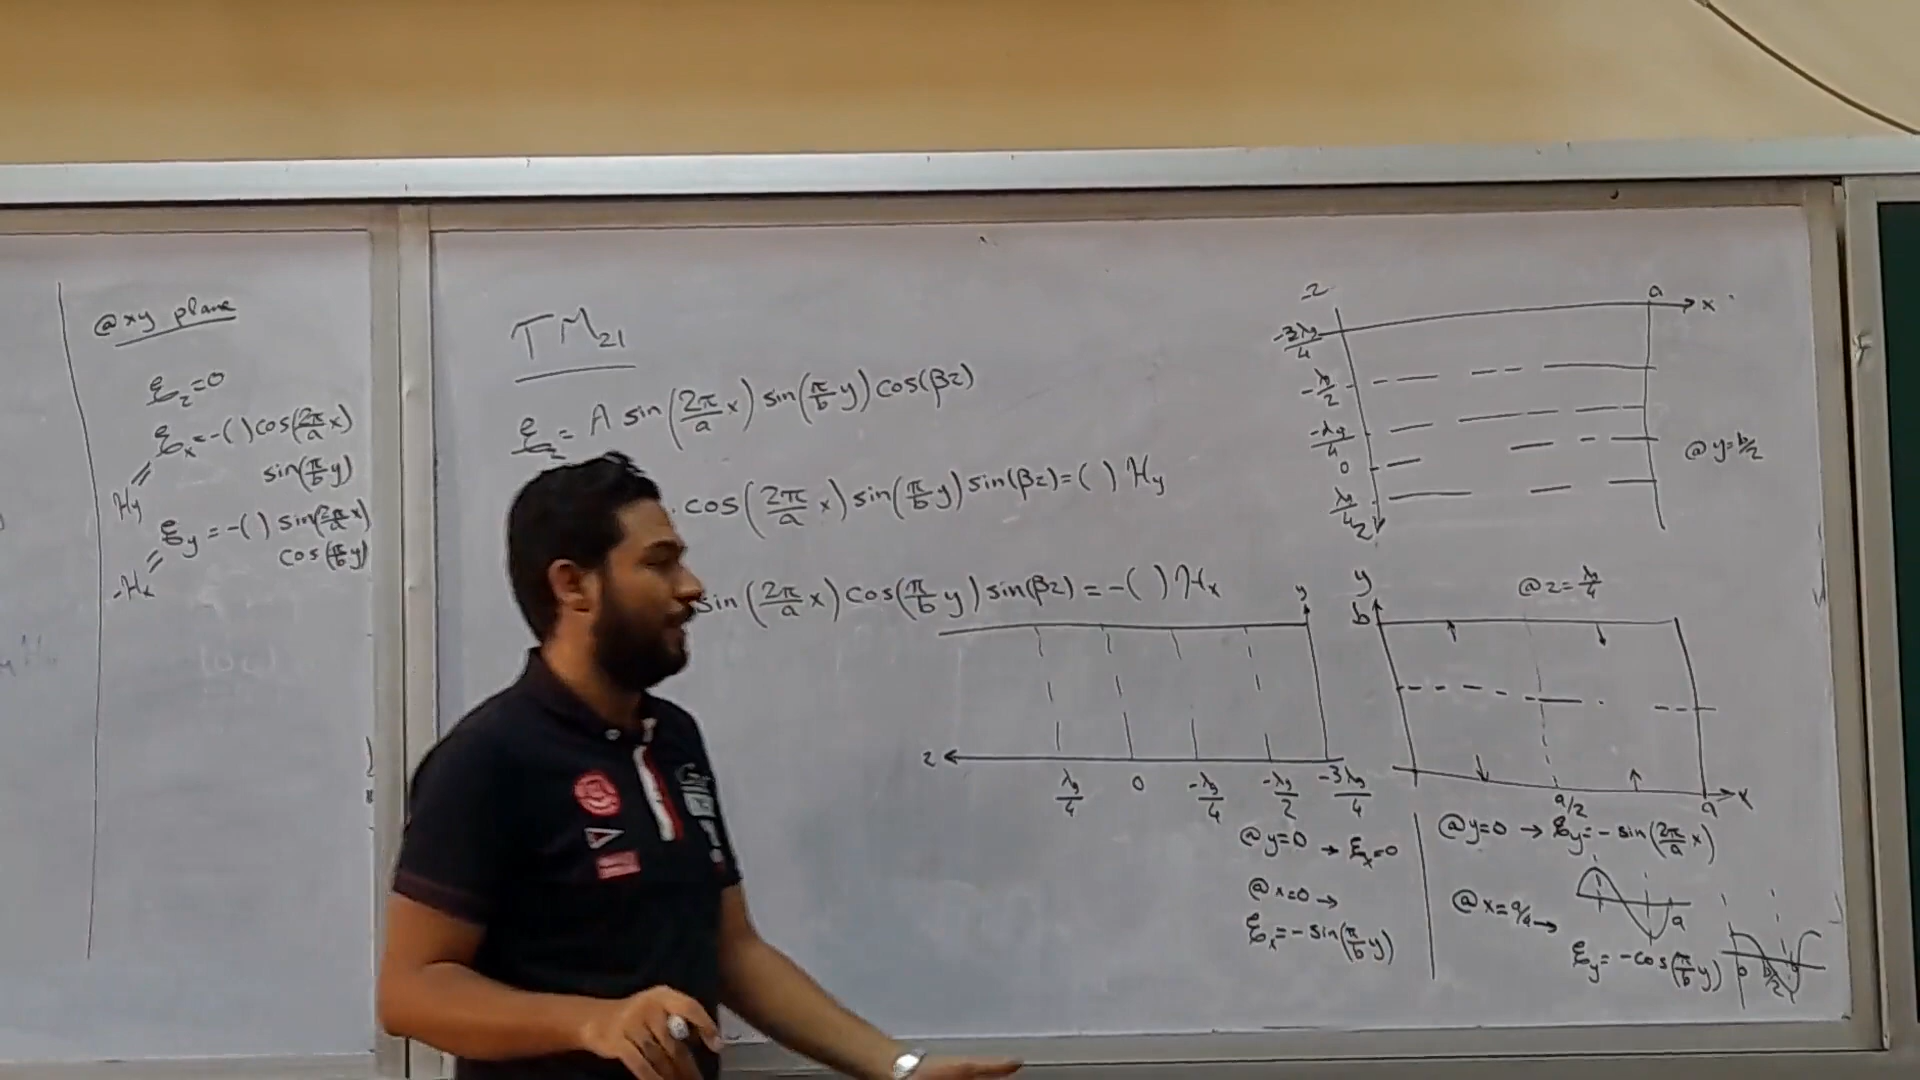 @ xy plane
ℰz = 0
ℰx = -( ) cos(2π/a x)
sin(π/b y)
Hy
ℰy = -( ) sin(2π/a x)
cos(π/b y)
-Hx
TM21
ℰz = A sin(2π/a x) sin(π/b y) cos(βz)
cos(2π/a x) sin(π/b y) sin(βz) = ( ) Hy
sin(2π/a x) cos(π/b y) sin(βz) = -( ) Hx
y
z
λg/4 0 -λg/4 -λg/2 -3λg/4
a x
-3λg/4
-λg/2
-λg/4
0
λg/4
z
@ y=b/2
y
b
@ z=λg/4
a/2 a x
@ y=0 → ℰx=0
@ x=0 →
ℰx = -sin(π/b y)
@ y=0 → ℰy = -sin(2π/a x)
a
@ x=a/4 →
ℰy = -cos(π/b y)